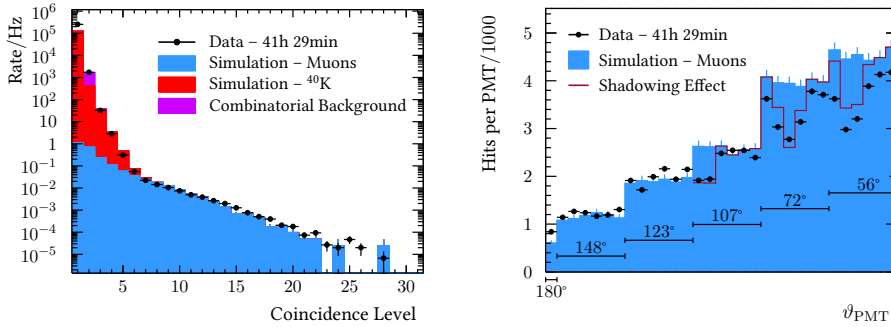 Rate/Hz
10⁶
10⁵
10⁴
10³
10²
10
1
10⁻¹
10⁻²
10⁻³
10⁻⁴
10⁻⁵
Data – 41h 29min
Simulation – Muons
Simulation – ⁴⁰K
Combinatorial Background
5 10 15 20 25 30
Coincidence Level
Hits per PMT/1000
5
4
3
2
1
0
Data – 41h 29min
Simulation – Muons
Shadowing Effect
148°
123°
107°
72°
56°
180°
ϑPMT